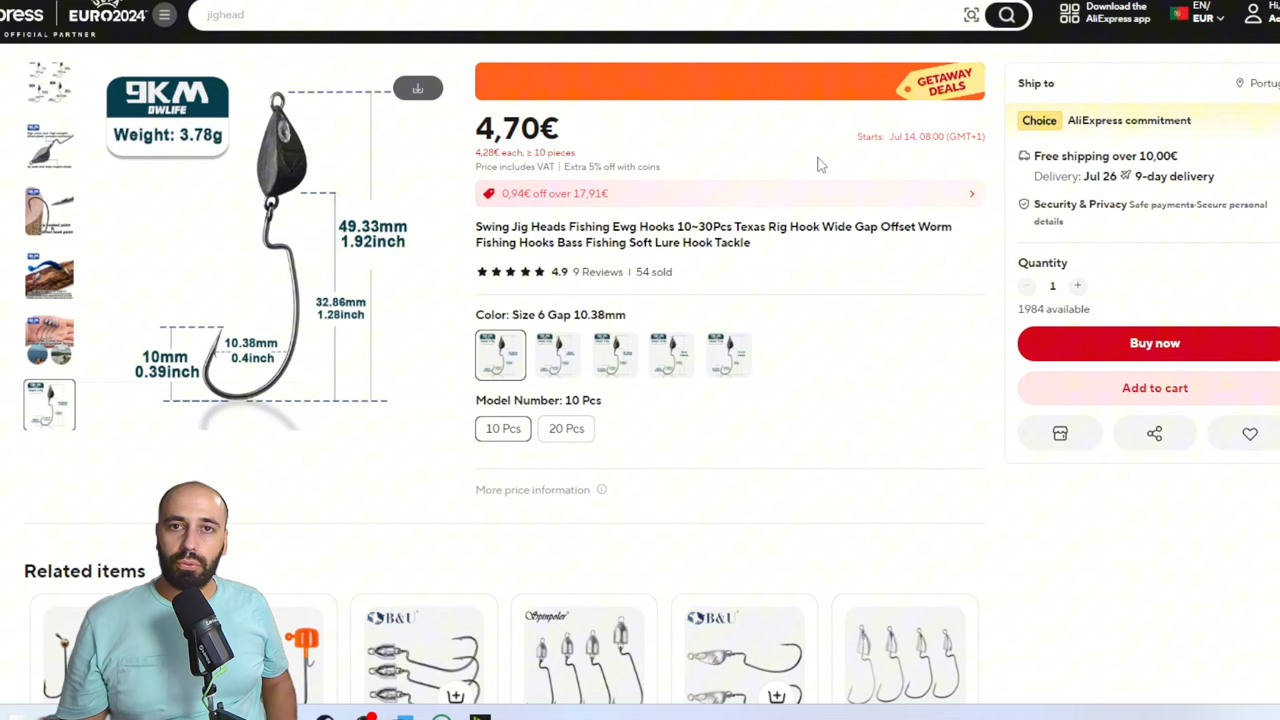 press
EURO2024
OFFICIAL PARTNER
jighead
Download the
AliExpress app
EN/
EUR
Hi,
9KM
DWLIFE
Weight: 3.78g
49.33mm
1.92inch
32.86mm
1.28inch
10.38mm
0.4inch
10mm
0.39inch
GETAWAY
DEALS
4,70€
Starts: Jul 14, 08:00 (GMT+1)
4,28€ each, ≥ 10 pieces
Price includes VAT | Extra 5% off with coins
0,94€ off over 17,91€
Swing Jig Heads Fishing Ewg Hooks 10~30Pcs Texas Rig Hook Wide Gap Offset Worm
Fishing Hooks Bass Fishing Soft Lure Hook Tackle
4.9 9 Reviews | 54 sold
Color: Size 6 Gap 10.38mm
Model Number: 10 Pcs
10 Pcs 20 Pcs
More price information
Ship to
Portug
Choice AliExpress commitment
Free shipping over 10,00€
Delivery: Jul 26 9-day delivery
Security & Privacy Safe payments·Secure personal
details
Quantity
- 1 +
1984 available
Buy now
Add to cart
Related items
B&U
Spinpoler
B&U